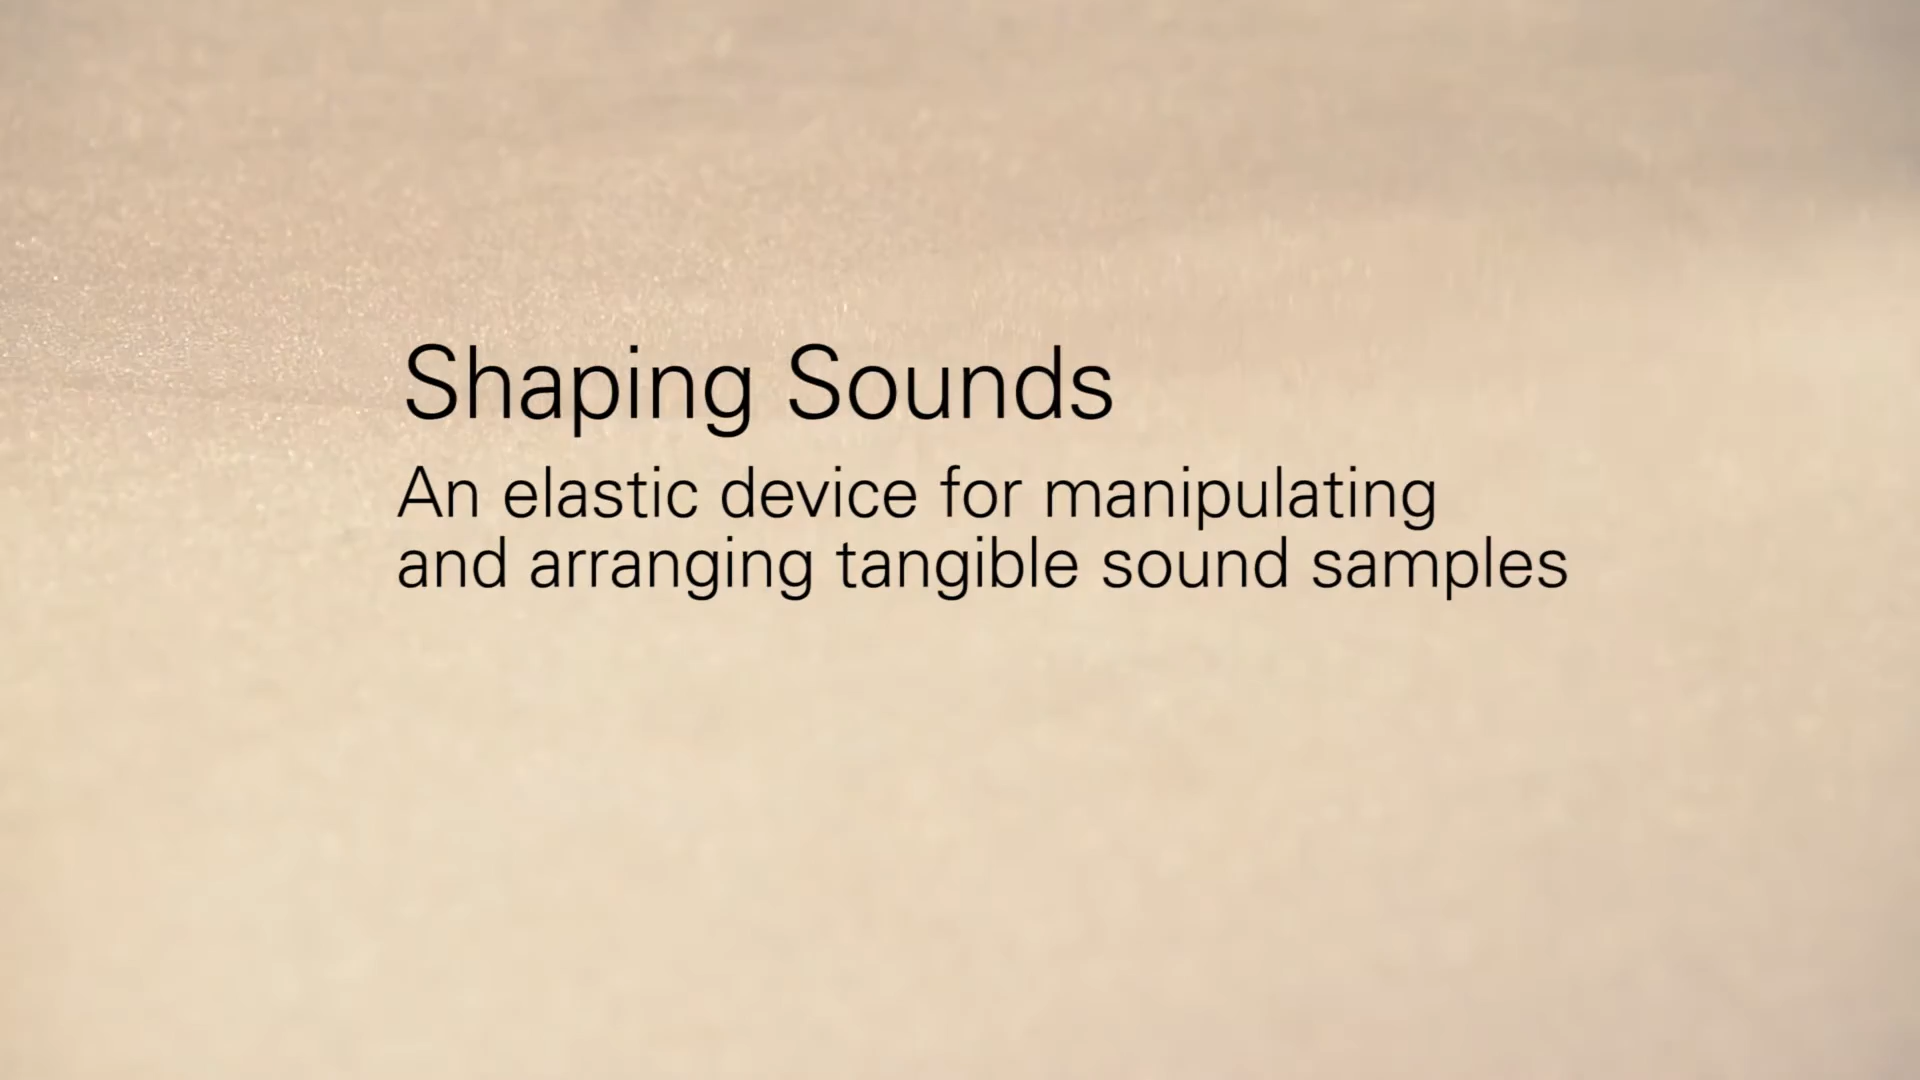 Shaping Sounds
An elastic device for manipulating
and arranging tangible sound samples